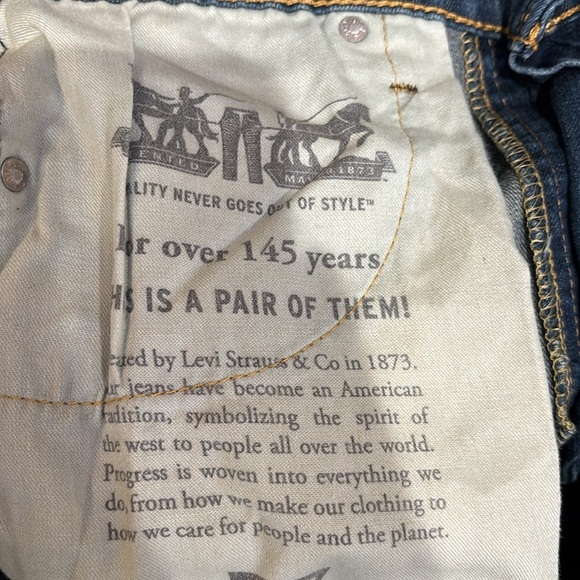 ENTED MAY 20 1873
ALITY NEVER GOES OUT OF STYLE™
or over 145 years
HIS IS A PAIR OF THEM!
eated by Levi Strauss & Co in 1873.
ur jeans have become an American
adition, symbolizing the spirit of
the west to people all over the world.
Progress is woven into everything we
do, from how we make our clothing to
how we care for people and the planet.